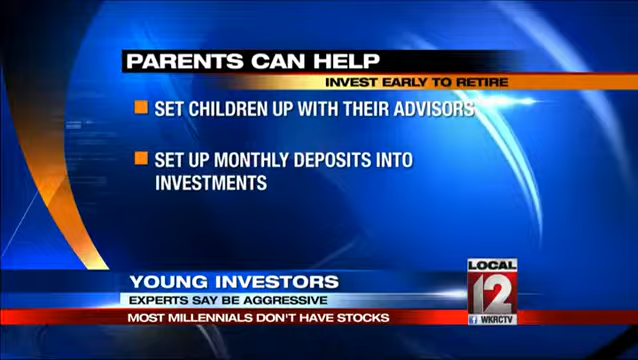 PARENTS CAN HELP
INVEST EARLY TO RETIRE
SET CHILDREN UP WITH THEIR ADVISORS
SET UP MONTHLY DEPOSITS INTO
INVESTMENTS
YOUNG INVESTORS
EXPERTS SAY BE AGGRESSIVE
MOST MILLENNIALS DON'T HAVE STOCKS
LOCAL
12
f WKRCTV